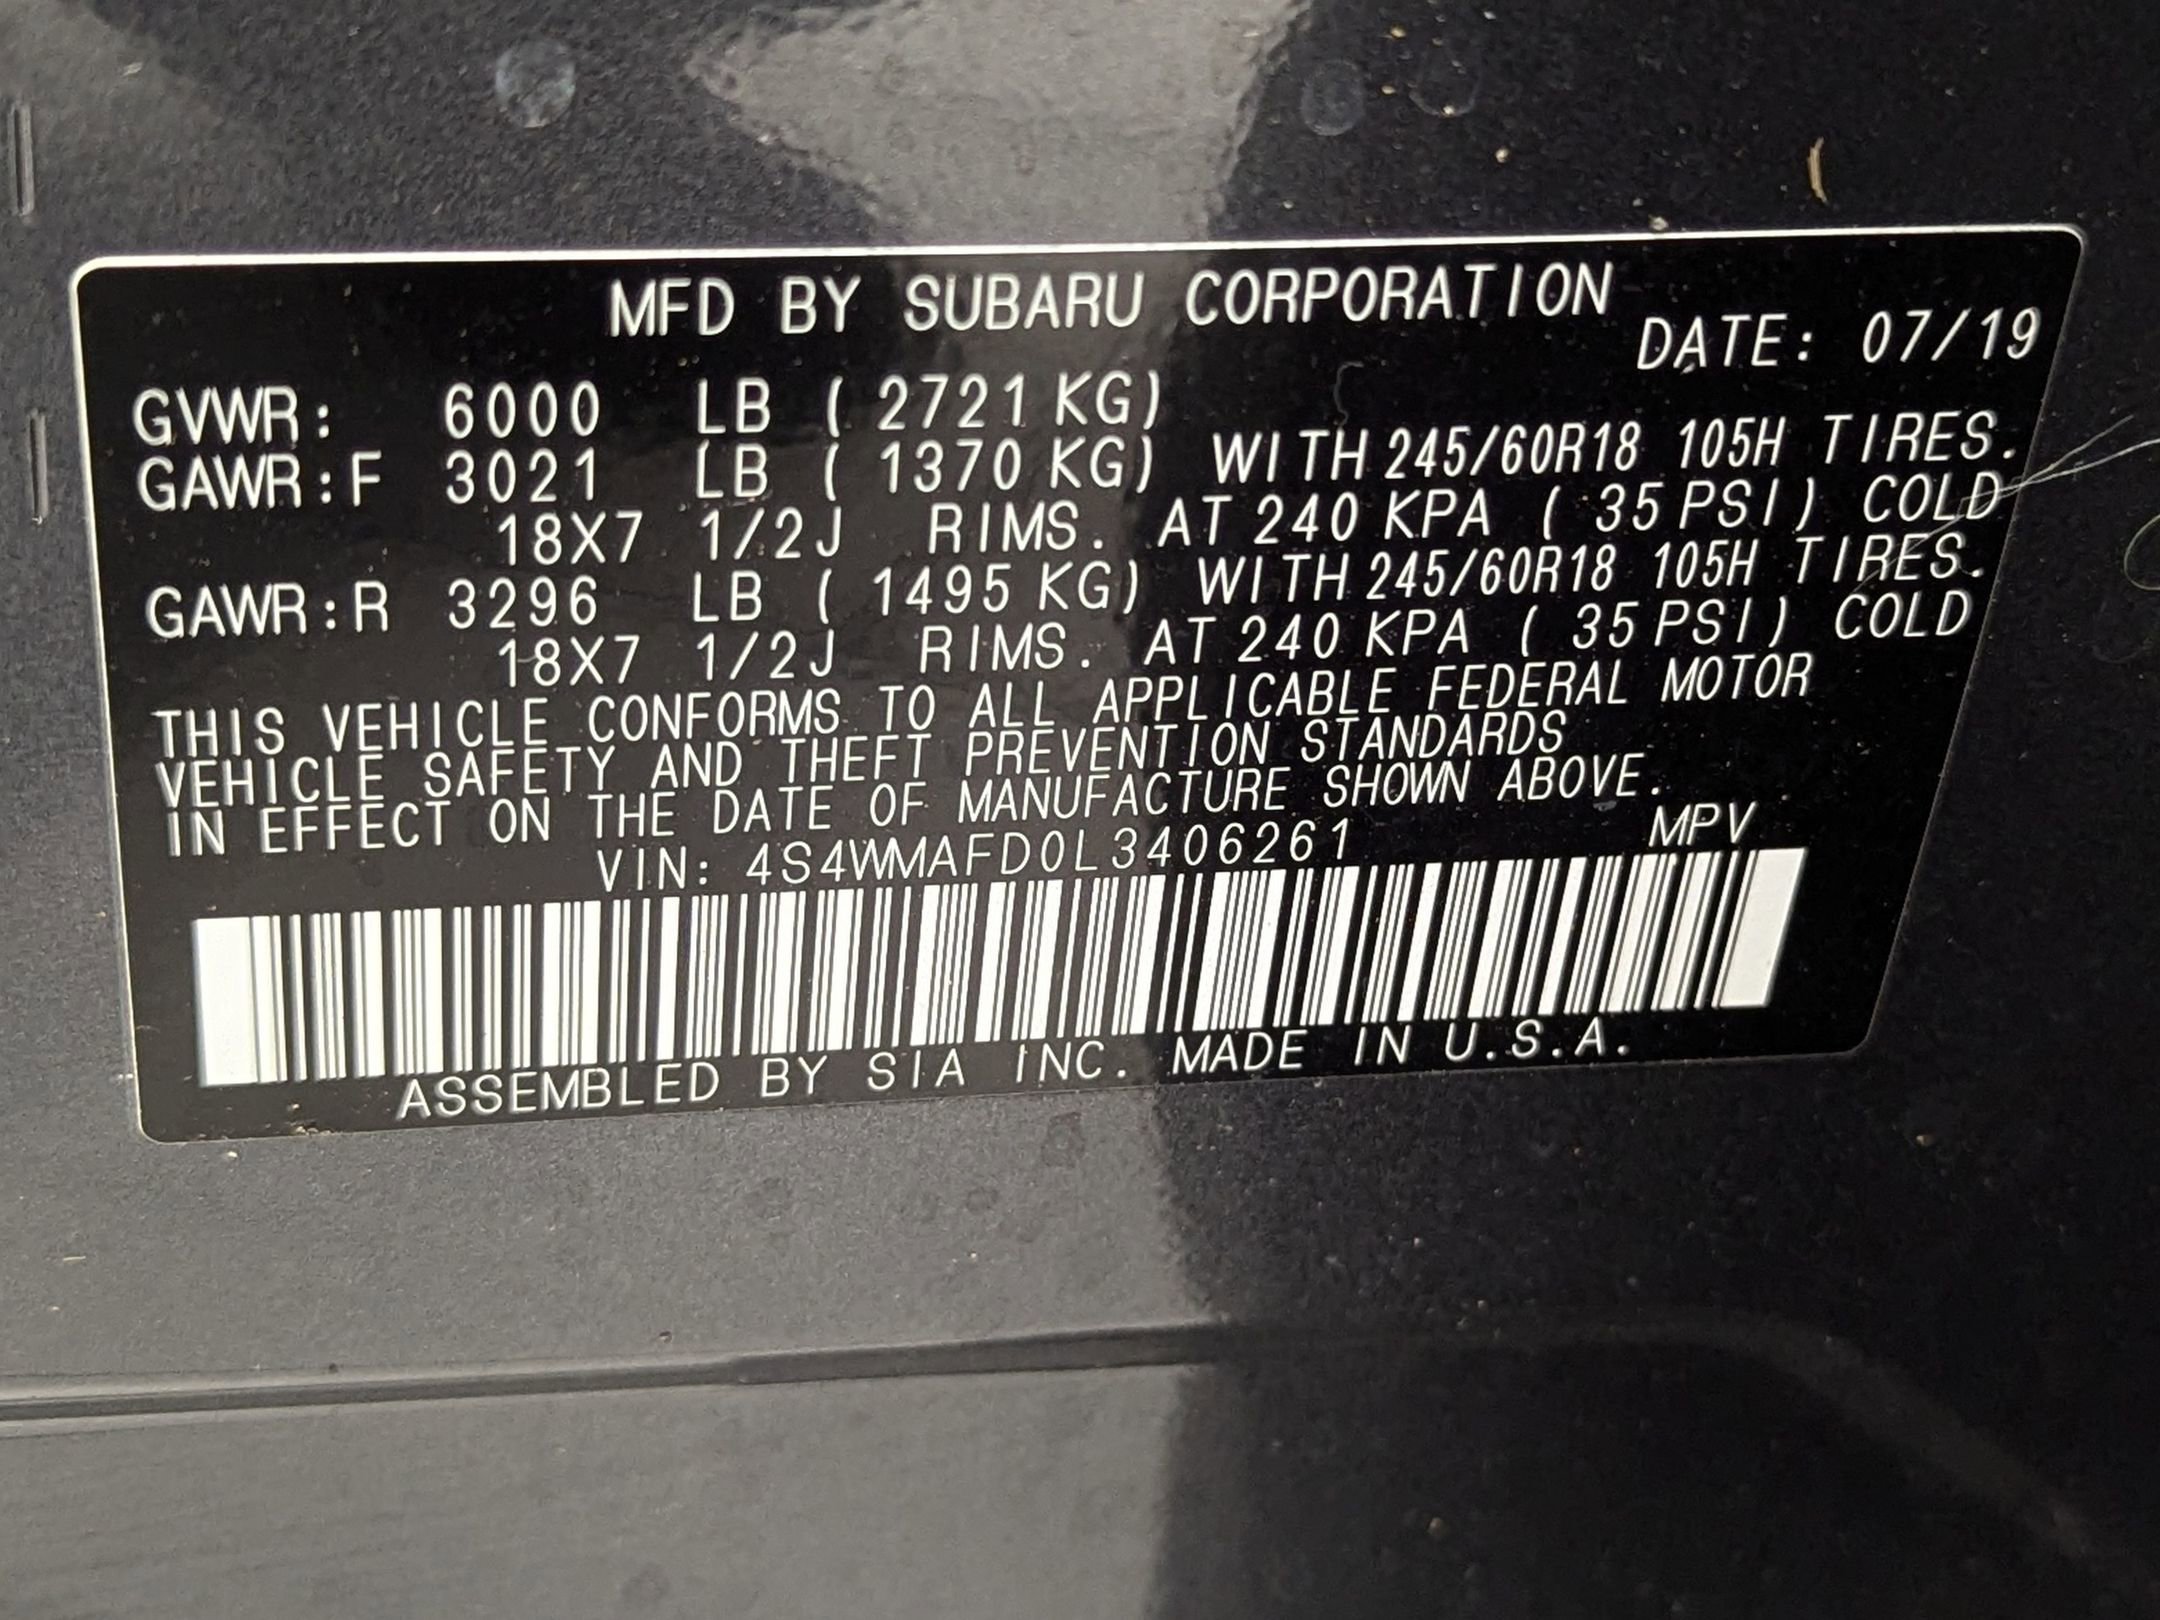 MFD BY SUBARU CORPORATION
DATE: 07/19
GVWR: 6000 LB ( 2721 KG)
GAWR:F 3021 LB ( 1370 KG) WITH 245/60R18 105H TIRES.
18X7 1/2J RIMS. AT 240 KPA ( 35 PSI) COLD
GAWR:R 3296 LB ( 1495 KG) WITH 245/60R18 105H TIRES.
18X7 1/2J RIMS. AT 240 KPA ( 35 PSI) COLD
THIS VEHICLE CONFORMS TO ALL APPLICABLE FEDERAL MOTOR
VEHICLE SAFETY AND THEFT PREVENTION STANDARDS
IN EFFECT ON THE DATE OF MANUFACTURE SHOWN ABOVE.
VIN: 4S4WMAFD0L3406261 MPV
ASSEMBLED BY SIA INC. MADE IN U.S.A.